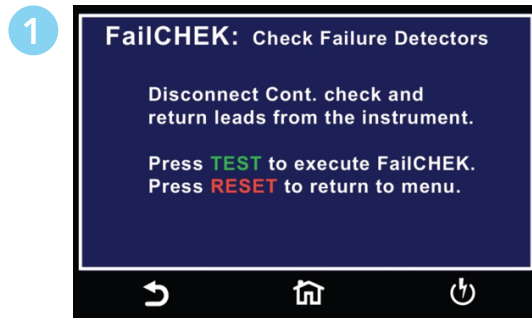 1
FailCHEK: Check Failure Detectors
Disconnect Cont. check and
return leads from the instrument.
Press TEST to execute FailCHEK.
Press RESET to return to menu.